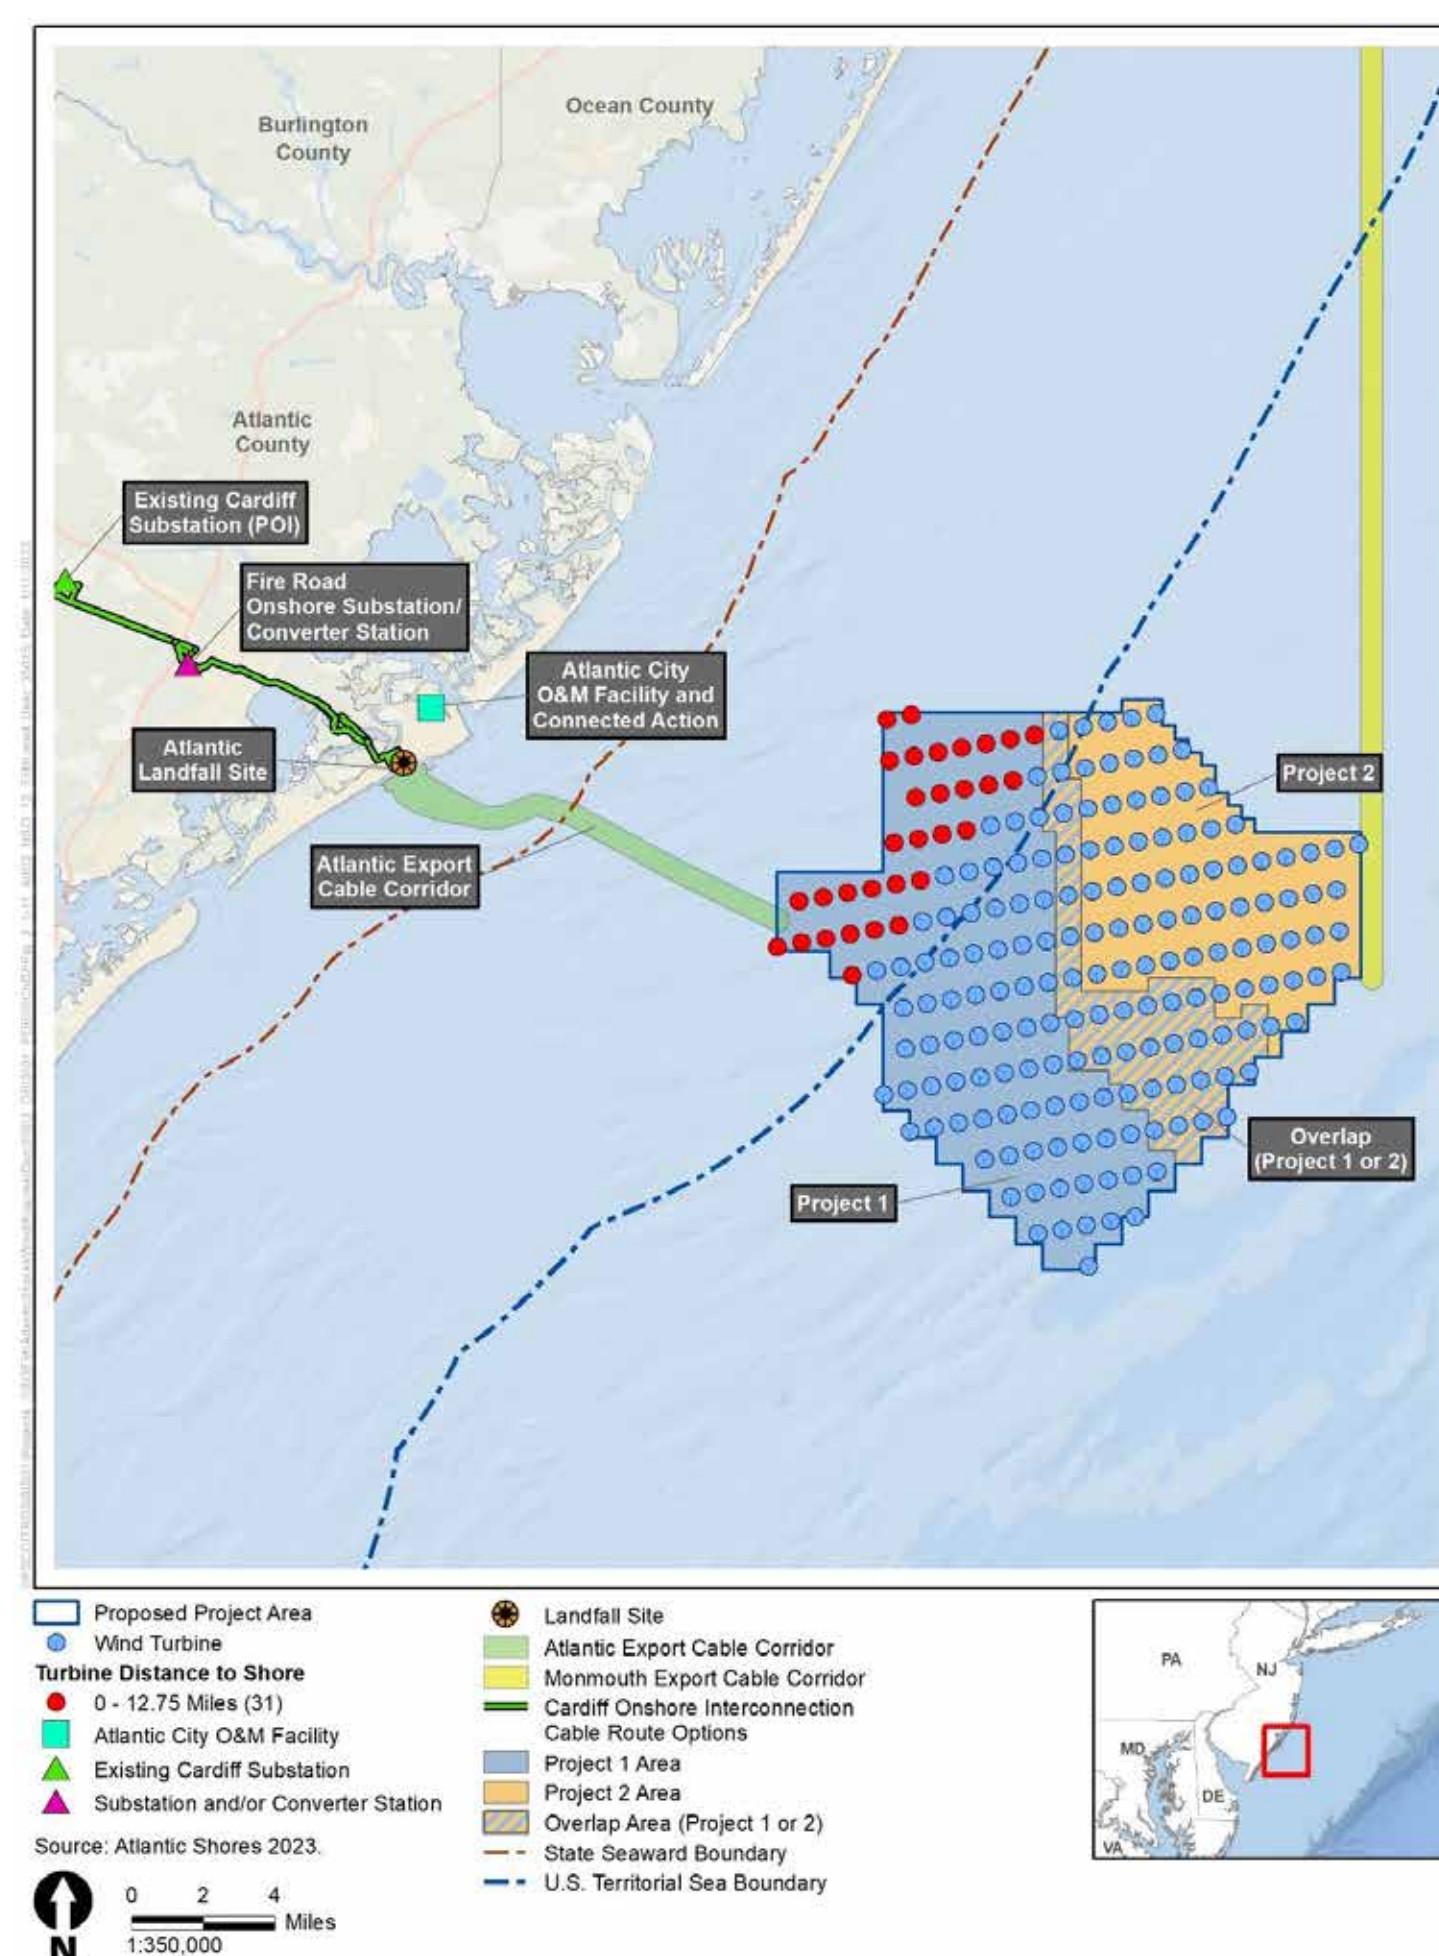 Ocean County
Burlington
County
Atlantic
County
Existing Cardiff
Substation (POI)
Fire Road
Onshore Substation/
Converter Station
Atlantic City
O&M Facility and
Connected Action
Atlantic
Landfall Site
Project 2
Atlantic Export
Cable Corridor
Overlap
(Project 1 or 2)
Project 1
Proposed Project Area
Wind Turbine
Turbine Distance to Shore
0 - 12.75 Miles (31)
Atlantic City O&M Facility
Existing Cardiff Substation
Substation and/or Converter Station
Source: Atlantic Shores 2023.
N
0 2 4
Miles
1:350,000
Landfall Site
Atlantic Export Cable Corridor
Monmouth Export Cable Corridor
Cardiff Onshore Interconnection
Cable Route Options
Project 1 Area
Project 2 Area
Overlap Area (Project 1 or 2)
State Seaward Boundary
U.S. Territorial Sea Boundary
PA
NJ
MD
DE
VA